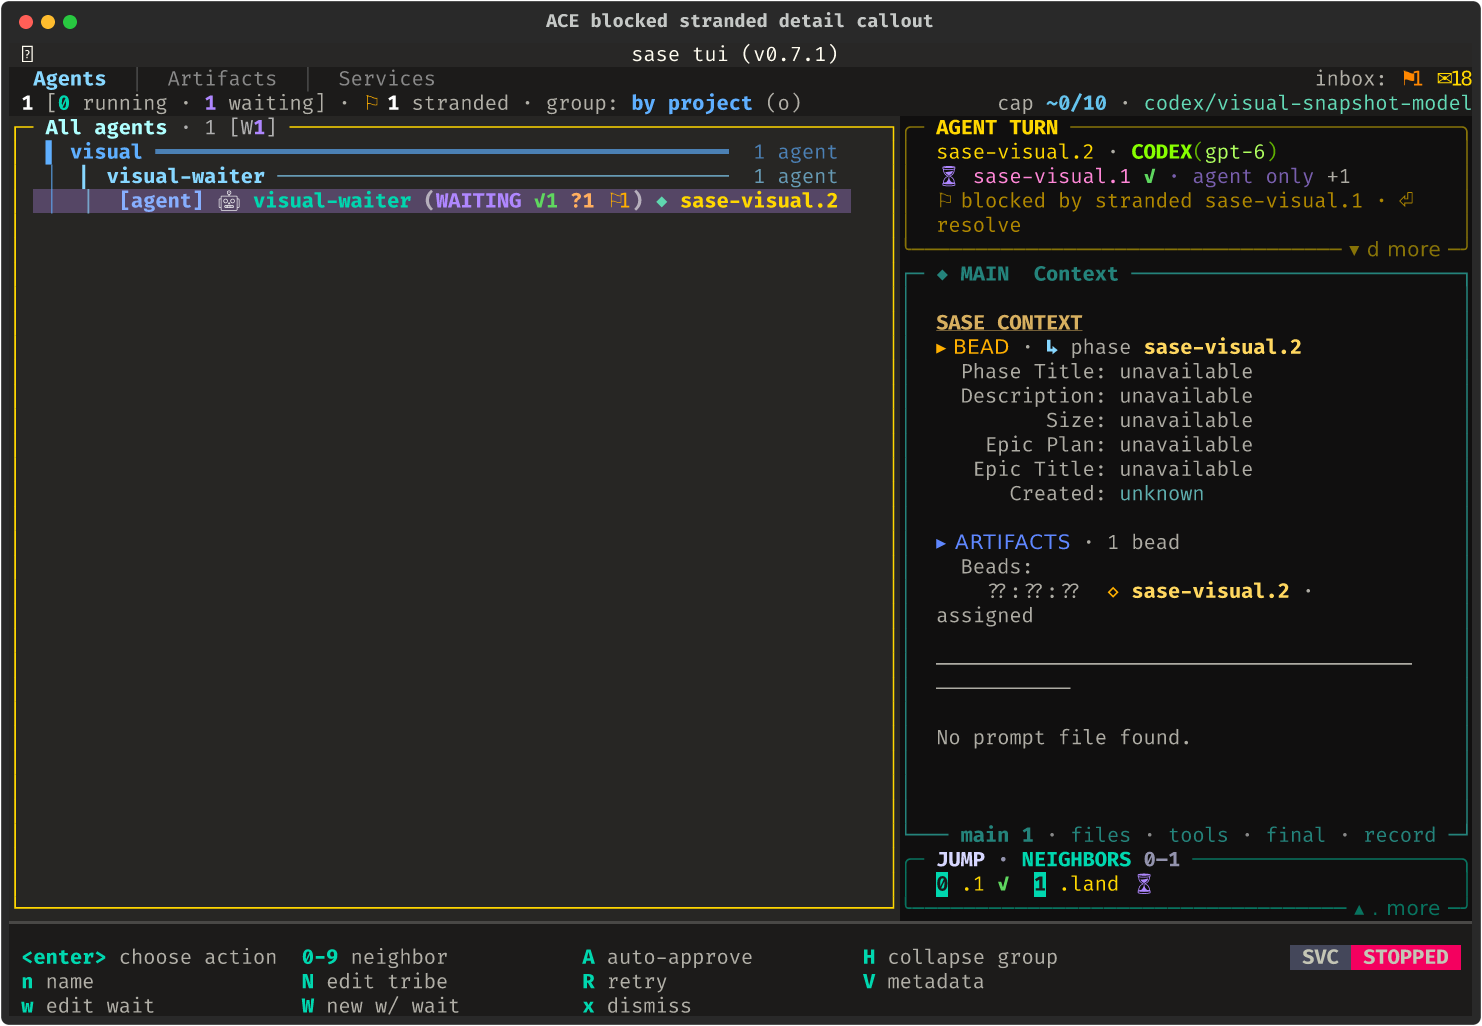 ACE blocked stranded detail callout
sase tui (v0.7.1)
Agents │ Artifacts │ Services inbox: ⚑1 ✉18
1 [0 running · 1 waiting] · ⚐ 1 stranded · group: by project (o) cap ~0/10 · codex/visual-snapshot-model
All agents · 1 [W1]
visual 1 agent
visual-waiter 1 agent
[agent] 🤖 visual-waiter (WAITING √1 ?1 ⚐1) ◆ sase-visual.2
AGENT TURN
sase-visual.2 · CODEX(gpt-6)
⏳ sase-visual.1 √ · agent only +1
⚐ blocked by stranded sase-visual.1 · ⏎
resolve
▾ d more
◆ MAIN Context
SASE CONTEXT
▸ BEAD · ↳ phase sase-visual.2
Phase Title: unavailable
Description: unavailable
Size: unavailable
Epic Plan: unavailable
Epic Title: unavailable
Created: unknown
▸ ARTIFACTS · 1 bead
Beads:
??:??:?? ◇ sase-visual.2 ·
assigned
No prompt file found.
main 1 · files · tools · final · record
JUMP · NEIGHBORS 0–1
0 .1 √ 1 .land ⏳
▴ . more
<enter> choose action 0-9 neighbor A auto-approve H collapse group SVC STOPPED
n name N edit tribe R retry V metadata
w edit wait W new w/ wait x dismiss